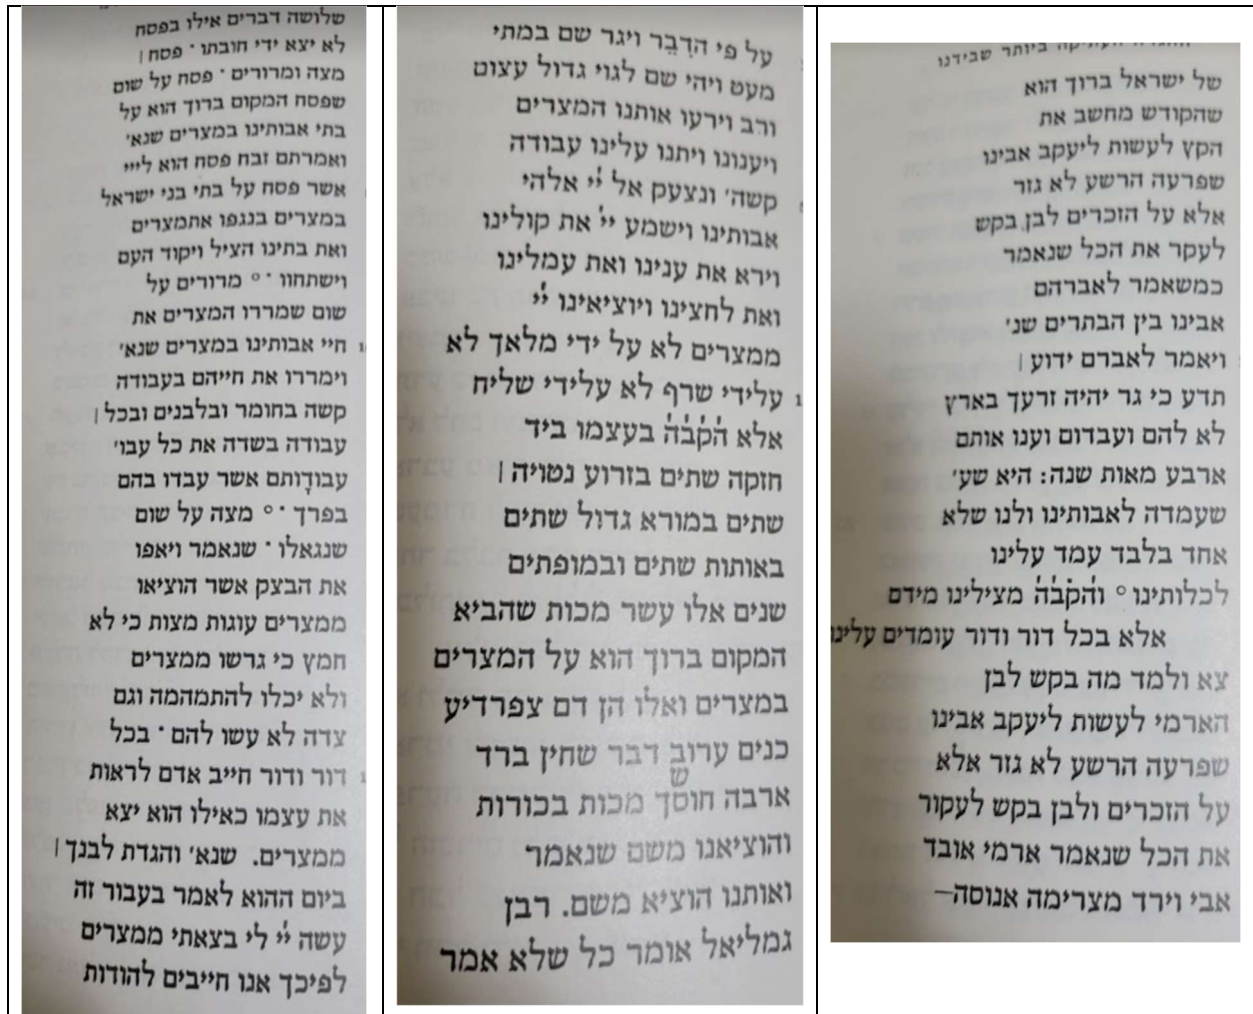 ההגדה העתיקה ביותר שבידנו
של ישראל ברוך הוא
שהקודש מחשב את
הקץ לעשות ליעקב אבינו
שפרעה הרשע לא גזר
אלא על הזכרים לבן בקש
לעקר את הכל שנאמר
כמשאמר לאברהם
אבינו בין הבתרים שנ׳
ויאמר לאברם ידוע |
תדע כי גר יהיה זרעך בארץ
לא להם ועבדום וענו אותם
ארבע מאות שנה: היא שע׳
שעמדה לאבותינו ולנו שלא
אחד בלבד עמד עלינו
לכלותינו ° והקבה מצילינו מידם
אלא בכל דור ודור עומדים עלינו
צא ולמד מה בקש לבן
הארמי לעשות ליעקב אבינו
שפרעה הרשע לא גזר אלא
על הזכרים ולבן בקש לעקור
את הכל שנאמר ארמי אובד
אבי וירד מצרימה אנוסה–
על פי הדִבֵר ויגר שם במתי
מעט ויהי שם לגוי גדול עצום
ורב וירעו אותנו המצרים
ויענונו ויתנו עלינו עבודה
קשה׳ ונצעק אל יי אלהי
אבותינו וישמע יי את קולינו
וירא את ענינו ואת עמלינו
ואת לחצינו ויוציאינו יי
ממצרים לא על ידי מלאך לא
עלידי שרף לא עלידי שליח
אלא הקבה בעצמו ביד
חזקה שתים בזרוע נטויה |
שתים במורא גדול שתים
באותות שתים ובמופתים
שנים אלו עשר מכות שהביא
המקום ברוך הוא על המצרים
במצרים ואלו הן דם צפרדיע
כנים ערוב דבר שחין ברד
ש
ארבה חוסך מכות בכורות
והוציאנו משם שנאמר
ואותנו הוציא משם. רבן
גמליאל אומר כל שלא אמר
שלושה דברים אילו בפסח
לא יצא ידי חובתו · פסח |
מצה ומרורים · פסח על שום
שפסח המקום ברוך הוא על
בתי אבותינו במצרים שנא׳
ואמרתם זבח פסח הוא לייי
אשר פסח על בתי בני ישראל
במצרים בנגפו אתמצרים
ואת בתינו הציל ויקוד העם
וישתחוו · ° מרורים על
שום שמררו המצרים את
חיי אבותינו במצרים שנא׳
וימררו את חייהם בעבודה
קשה בחומר ובלבנים ובכל |
עבודה בשדה את כל עבו׳
עבודָותם אשר עבדו בהם
בפרך · ° מצה על שום
שנגאלו · שנאמר ויאפו
את הבצק אשר הוציאו
ממצרים עוגות מצות כי לא
חמץ כי גרשו ממצרים
ולא יכלו להתמהמה וגם
צדה לא עשו להם · בכל
דור ודור חייב אדם לראות
את עצמו כאילו הוא יצא
ממצרים. שנא׳ והגדת לבנך |
ביום ההוא לאמר בעבור זה
עשה יי לי בצאתי ממצרים
לפיכך אנו חייבים להודות